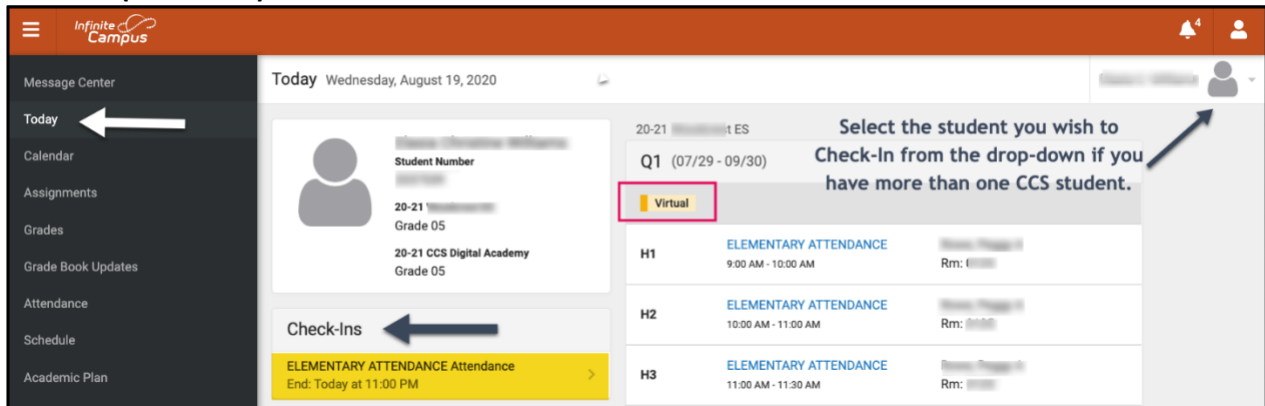 Infinite
Campus
4
Message Center
Today
Calendar
Assignments
Grades
Grade Book Updates
Attendance
Schedule
Academic Plan
Today Wednesday, August 19, 2020
Student Number
20-21
Grade 05
20-21 CCS Digital Academy
Grade 05
Check-Ins
ELEMENTARY ATTENDANCE Attendance
End: Today at 11:00 PM
20-21 ES
Q1 (07/29 - 09/30)
Virtual
H1 ELEMENTARY ATTENDANCE
9:00 AM - 10:00 AM Rm:
H2 ELEMENTARY ATTENDANCE
10:00 AM - 11:00 AM Rm:
H3 ELEMENTARY ATTENDANCE
11:00 AM - 11:30 AM Rm:
Select the student you wish to
Check-In from the drop-down if you
have more than one CCS student.